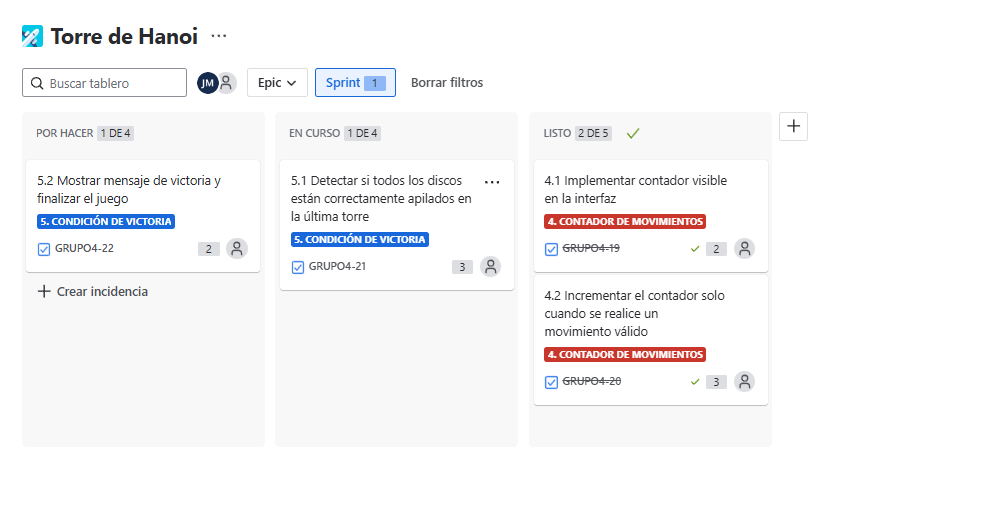 Torre de Hanoi ···
Buscar tablero
JM
Epic
Sprint 1
Borrar filtros
POR HACER 1 DE 4
5.2 Mostrar mensaje de victoria y
finalizar el juego
5. CONDICIÓN DE VICTORIA
GRUPO4-22 2
+ Crear incidencia
EN CURSO 1 DE 4
5.1 Detectar si todos los discos ···
están correctamente apilados en
la última torre
5. CONDICIÓN DE VICTORIA
GRUPO4-21 3
LISTO 2 DE 5
4.1 Implementar contador visible
en la interfaz
4. CONTADOR DE MOVIMIENTOS
GRUPO4-19 2
4.2 Incrementar el contador solo
cuando se realice un
movimiento válido
4. CONTADOR DE MOVIMIENTOS
GRUPO4-20 3
+